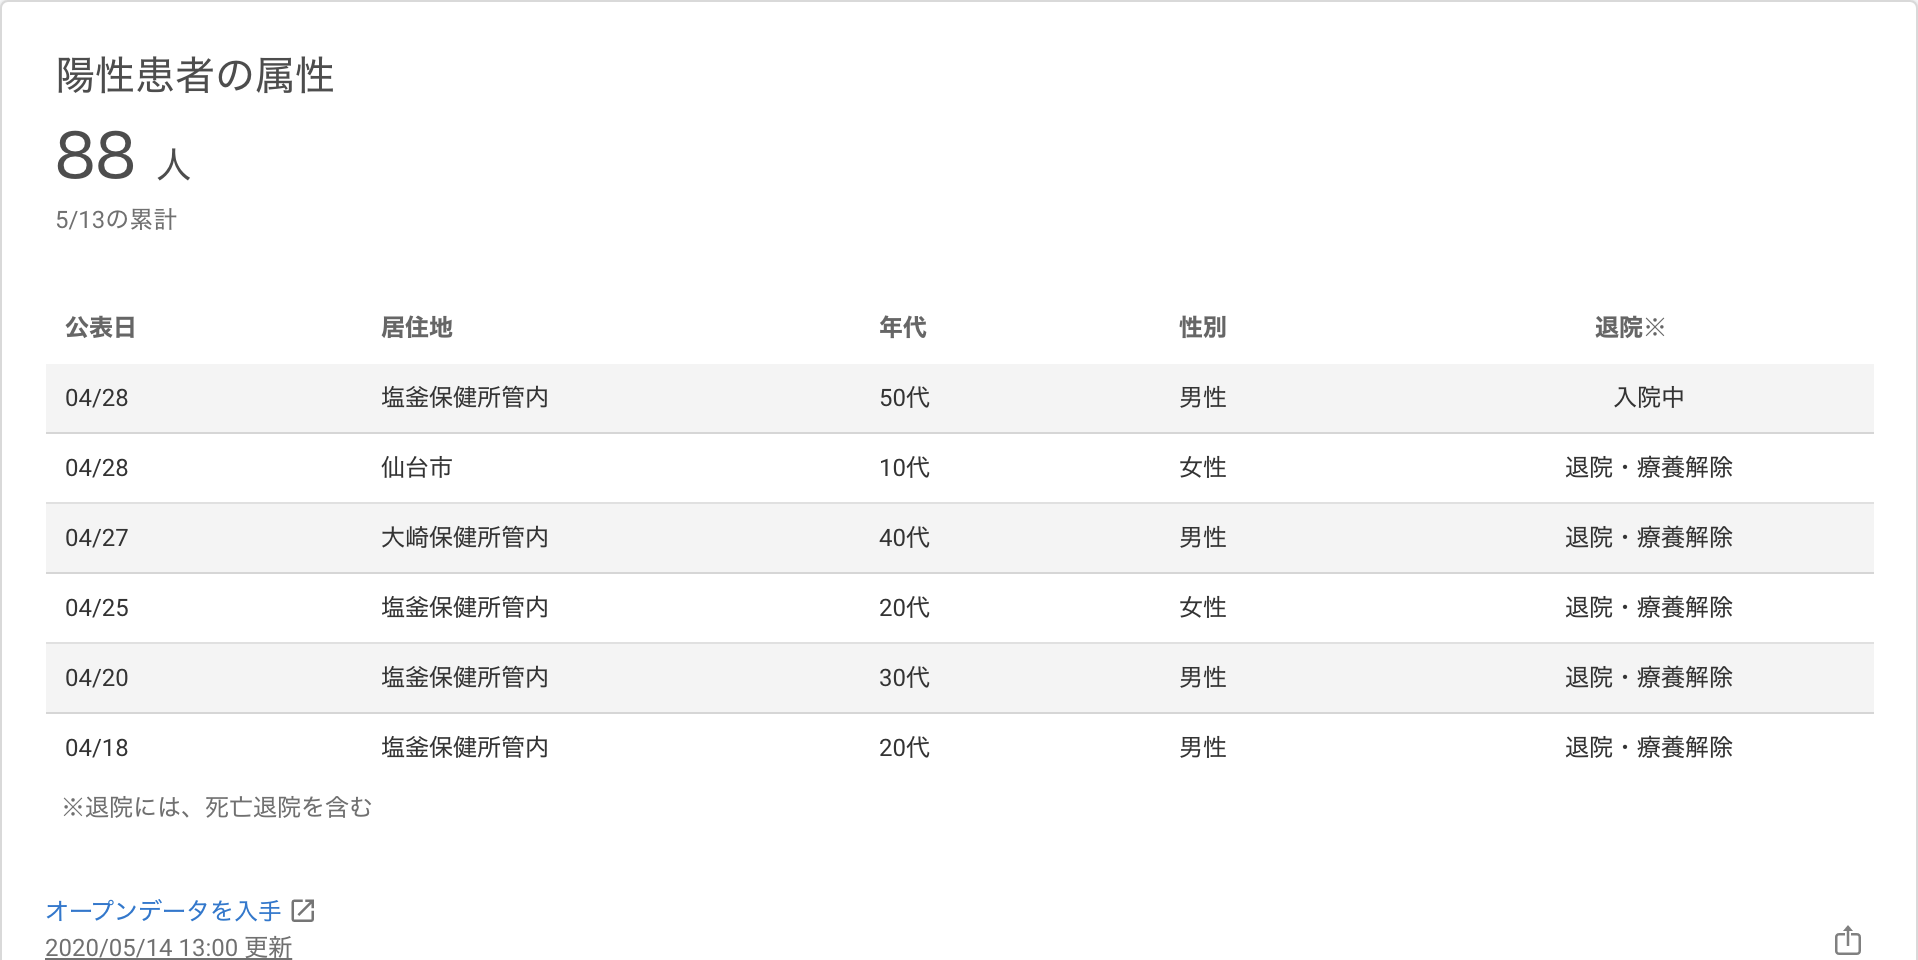 陽性患者の属性
88 人
5/13の累計
公表日 居住地 年代 性別 退院※
04/28 塩釜保健所管内 50代 男性 入院中
04/28 仙台市 10代 女性 退院・療養解除
04/27 大崎保健所管内 40代 男性 退院・療養解除
04/25 塩釜保健所管内 20代 女性 退院・療養解除
04/20 塩釜保健所管内 30代 男性 退院・療養解除
04/18 塩釜保健所管内 20代 男性 退院・療養解除
※退院には、死亡退院を含む
オープンデータを入手
2020/05/14 13:00 更新